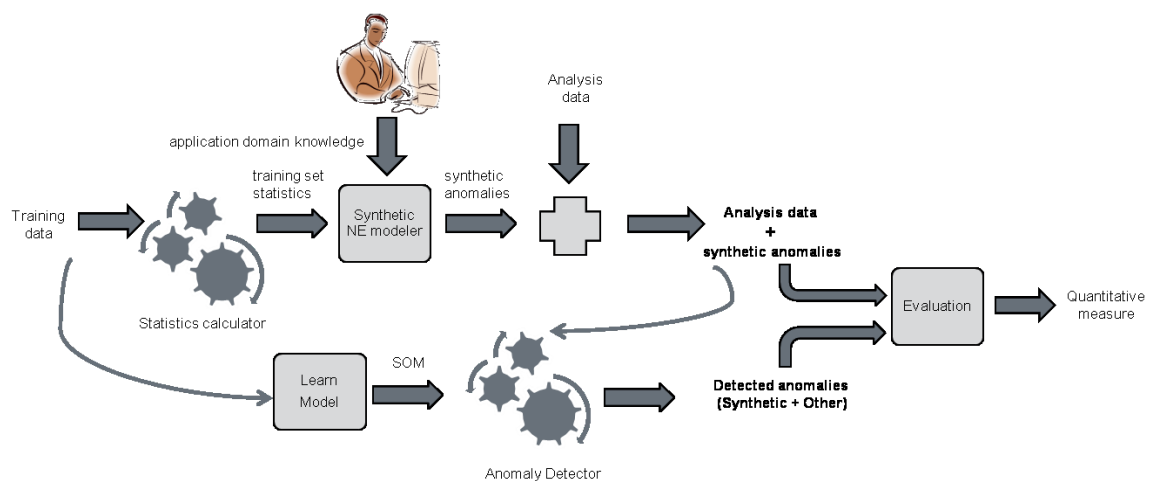 Analysis
data
application domain knowledge
training set
statistics
synthetic
anomalies
Training
data
Synthetic
NE modeler
Analysis data
+
synthetic anomalies
Statistics calculator
Evaluation
Quantitative
measure
SOM
Learn
Model
Detected anomalies
(Synthetic + Other)
Anomaly Detector